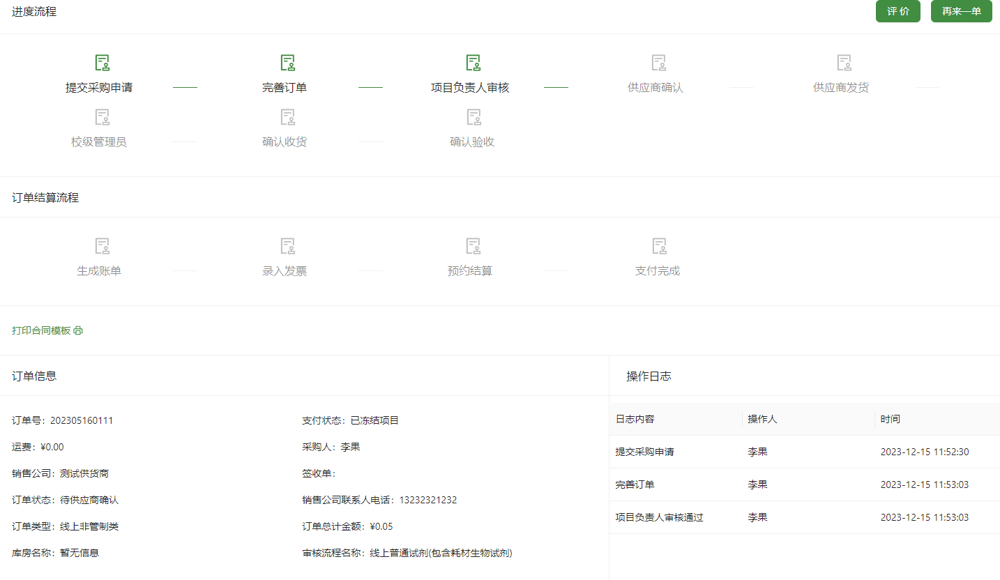 进度流程
评 价
再来一单
提交采购申请
完善订单
项目负责人审核
供应商确认
供应商发货
校级管理员
确认收货
确认验收
订单结算流程
生成账单
录入发票
预约结算
支付完成
打印合同模板
订单信息
订单号：202305160111
支付状态：已冻结项目
运费：¥0.00
采购人：李果
销售公司：测试供货商
签收单：
订单状态：待供应商确认
销售公司联系人电话：13232321232
订单类型：线上非管制类
订单总计金额：¥0.05
库房名称：暂无信息
审核流程名称：线上普通试剂(包含耗材生物试剂)
操作日志
日志内容 操作人 时间
提交采购申请 李果 2023-12-15 11:52:30
完善订单 李果 2023-12-15 11:53:03
项目负责人审核通过 李果 2023-12-15 11:53:03